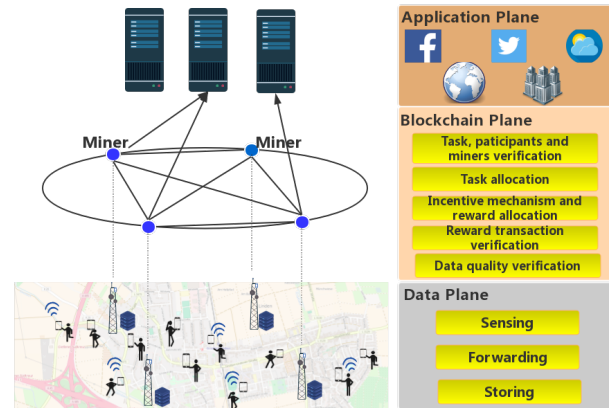 Application Plane
Miner
Miner
Blockchain Plane
Task, paticipants and
miners verification
Task allocation
Incentive mechanism and
reward allocation
Reward transaction
verification
Data quality verification
Data Plane
Sensing
Forwarding
Storing